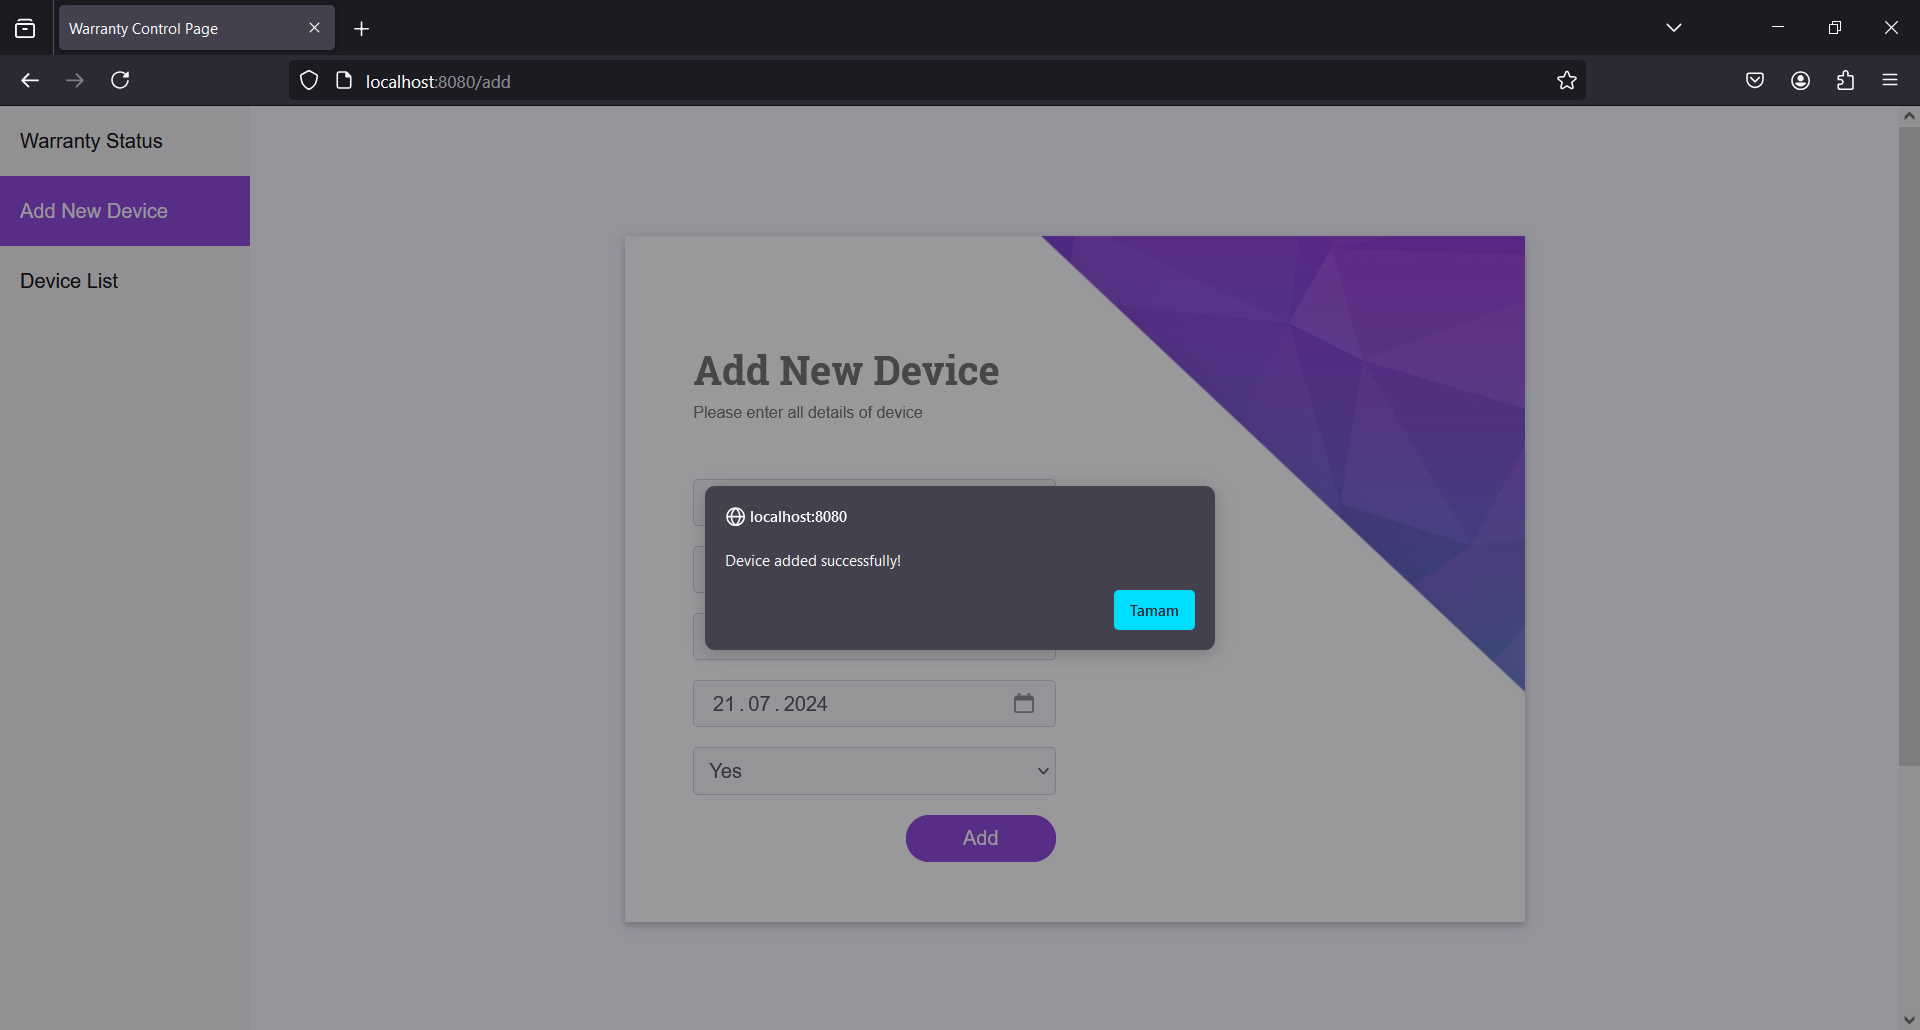 Warranty Control Page
localhost:8080/add
Warranty Status
Add New Device
Device List
Add New Device
Please enter all details of device
localhost:8080
Device added successfully!
Tamam
21.07.2024
Yes
Add